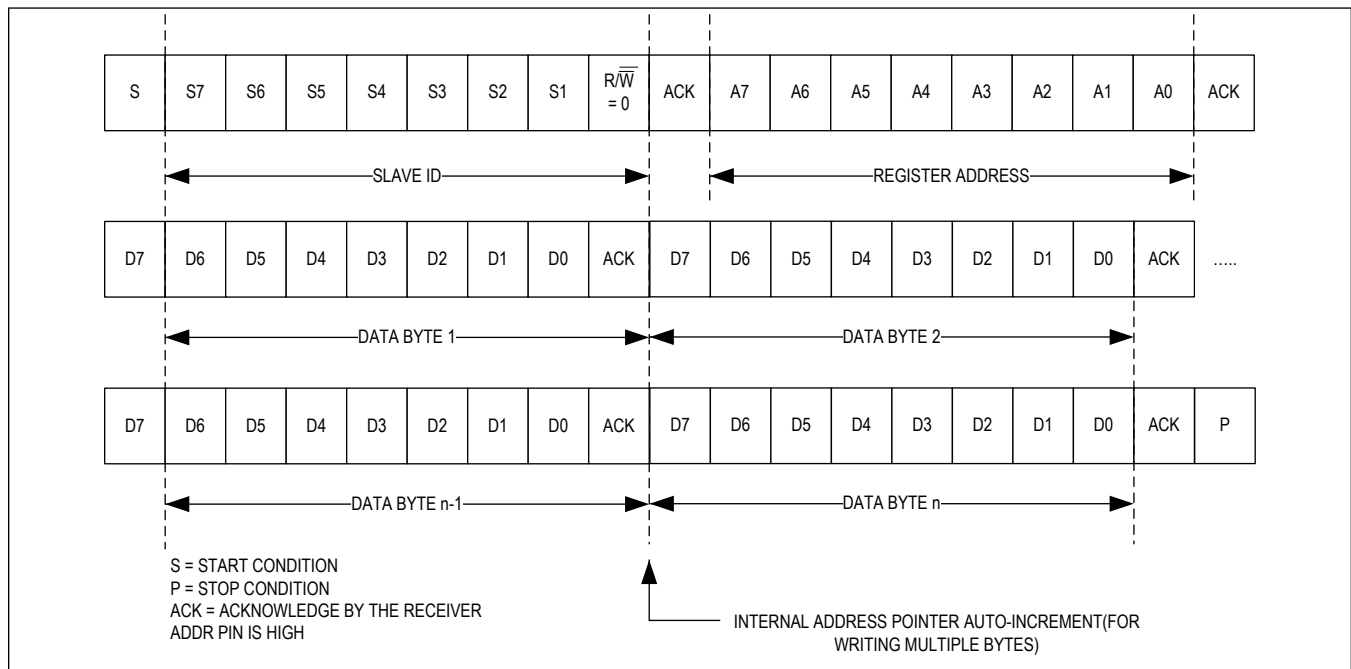 S S7 S6 S5 S4 S3 S2 S1 R/W̅ = 0 ACK A7 A6 A5 A4 A3 A2 A1 A0 ACK
SLAVE ID REGISTER ADDRESS
D7 D6 D5 D4 D3 D2 D1 D0 ACK D7 D6 D5 D4 D3 D2 D1 D0 ACK .....
DATA BYTE 1 DATA BYTE 2
D7 D6 D5 D4 D3 D2 D1 D0 ACK D7 D6 D5 D4 D3 D2 D1 D0 ACK P
DATA BYTE n-1 DATA BYTE n
S = START CONDITION
P = STOP CONDITION
ACK = ACKNOWLEDGE BY THE RECEIVER
ADDR PIN IS HIGH
INTERNAL ADDRESS POINTER AUTO-INCREMENT(FOR
WRITING MULTIPLE BYTES)